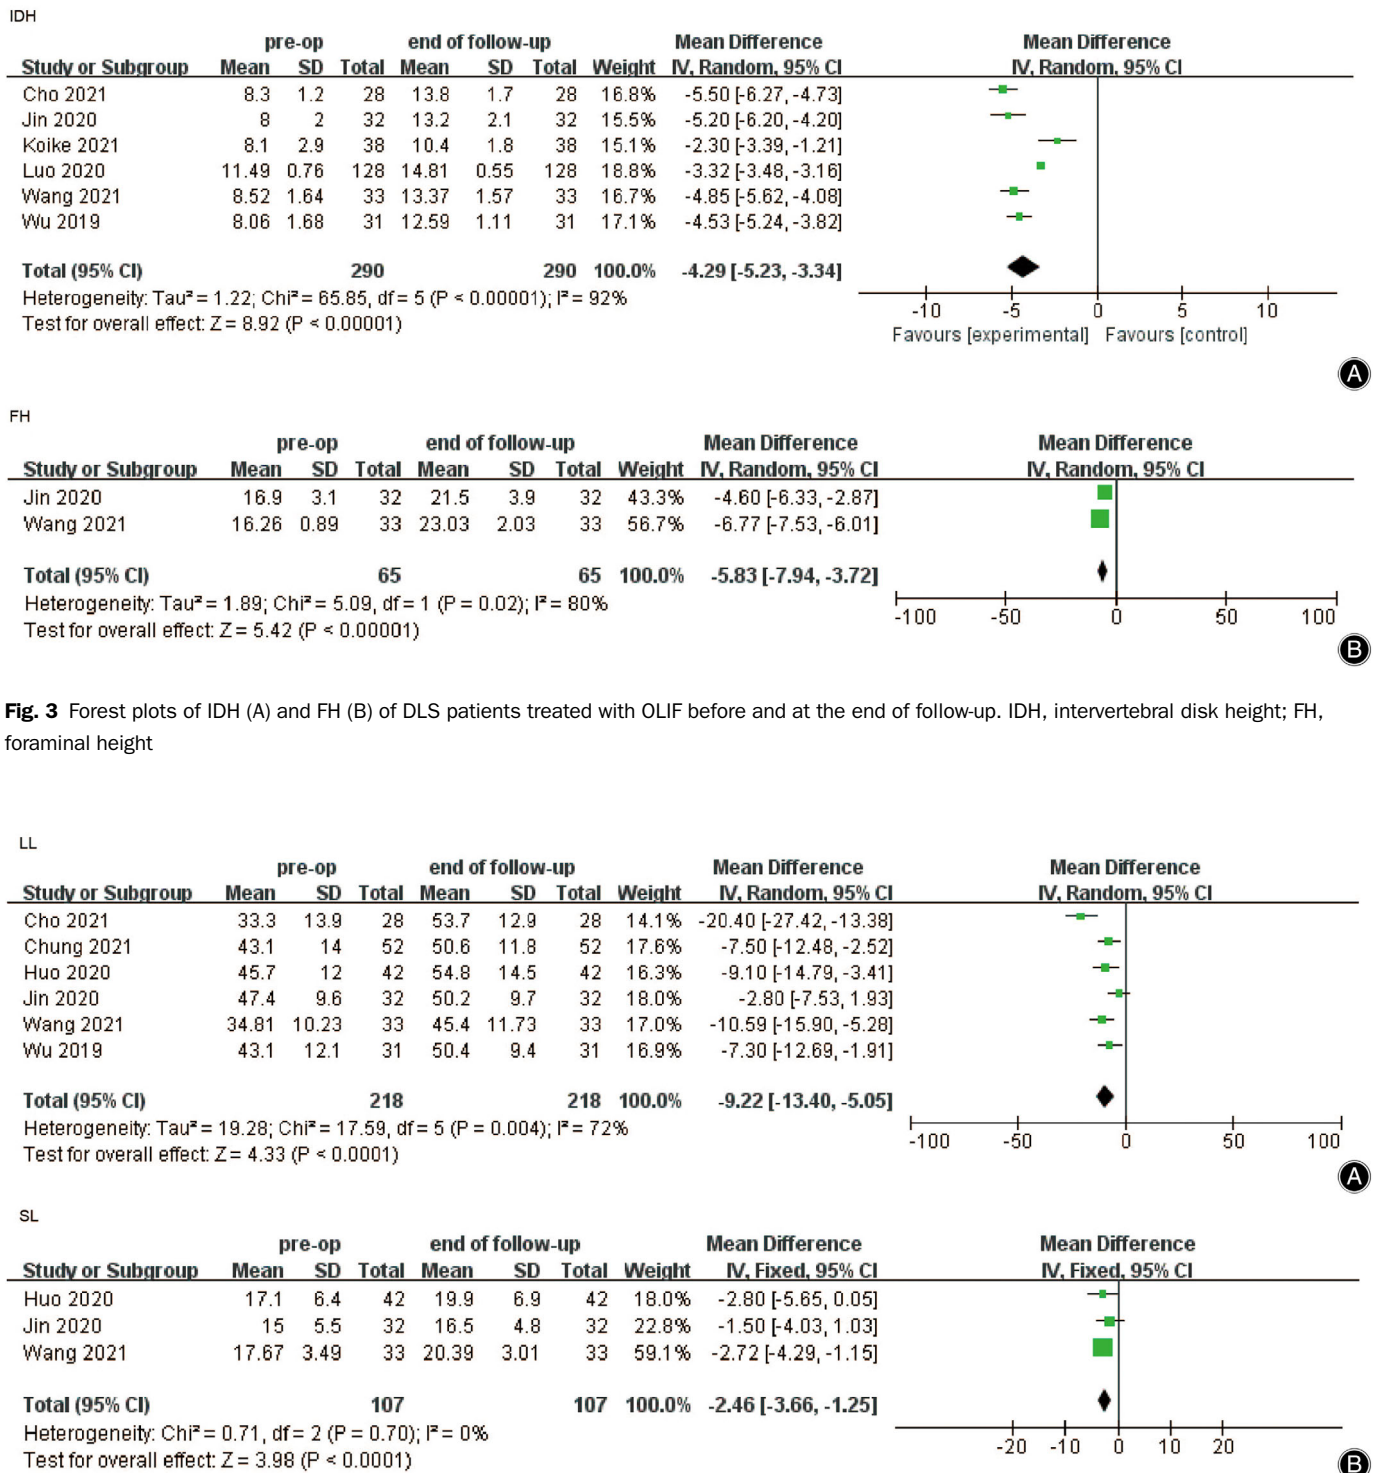 IDH
pre-op end of follow-up Mean Difference Mean Difference
Study or Subgroup Mean SD Total Mean SD Total Weight IV, Random, 95% CI IV, Random, 95% CI
Cho 2021 8.3 1.2 28 13.8 1.7 28 16.8% -5.50 [-6.27, -4.73]
Jin 2020 8 2 32 13.2 2.1 32 15.5% -5.20 [-6.20, -4.20]
Koike 2021 8.1 2.9 38 10.4 1.8 38 15.1% -2.30 [-3.39, -1.21]
Luo 2020 11.49 0.76 128 14.81 0.55 128 18.8% -3.32 [-3.48, -3.16]
Wang 2021 8.52 1.64 33 13.37 1.57 33 16.7% -4.85 [-5.62, -4.08]
Wu 2019 8.06 1.68 31 12.59 1.11 31 17.1% -4.53 [-5.24, -3.82]
Total (95% CI) 290 290 100.0% -4.29 [-5.23, -3.34]
Heterogeneity: Tau² = 1.22; Chi² = 65.85, df = 5 (P < 0.00001); I² = 92%
Test for overall effect: Z = 8.92 (P < 0.00001)
-10 -5 0 5 10
Favours [experimental] Favours [control]
A
FH
pre-op end of follow-up Mean Difference Mean Difference
Study or Subgroup Mean SD Total Mean SD Total Weight IV, Random, 95% CI IV, Random, 95% CI
Jin 2020 16.9 3.1 32 21.5 3.9 32 43.3% -4.60 [-6.33, -2.87]
Wang 2021 16.26 0.89 33 23.03 2.03 33 56.7% -6.77 [-7.53, -6.01]
Total (95% CI) 65 65 100.0% -5.83 [-7.94, -3.72]
Heterogeneity: Tau² = 1.89; Chi² = 5.09, df = 1 (P = 0.02); I² = 80%
Test for overall effect: Z = 5.42 (P < 0.00001)
-100 -50 0 50 100
B
Fig. 3 Forest plots of IDH (A) and FH (B) of DLS patients treated with OLIF before and at the end of follow-up. IDH, intervertebral disk height; FH,
foraminal height
LL
pre-op end of follow-up Mean Difference Mean Difference
Study or Subgroup Mean SD Total Mean SD Total Weight IV, Random, 95% CI IV, Random, 95% CI
Cho 2021 33.3 13.9 28 53.7 12.9 28 14.1% -20.40 [-27.42, -13.38]
Chung 2021 43.1 14 52 50.6 11.8 52 17.6% -7.50 [-12.48, -2.52]
Huo 2020 45.7 12 42 54.8 14.5 42 16.3% -9.10 [-14.79, -3.41]
Jin 2020 47.4 9.6 32 50.2 9.7 32 18.0% -2.80 [-7.53, 1.93]
Wang 2021 34.81 10.23 33 45.4 11.73 33 17.0% -10.59 [-15.90, -5.28]
Wu 2019 43.1 12.1 31 50.4 9.4 31 16.9% -7.30 [-12.69, -1.91]
Total (95% CI) 218 218 100.0% -9.22 [-13.40, -5.05]
Heterogeneity: Tau² = 19.28; Chi² = 17.59, df = 5 (P = 0.004); I² = 72%
Test for overall effect: Z = 4.33 (P < 0.0001)
-100 -50 0 50 100
A
SL
pre-op end of follow-up Mean Difference Mean Difference
Study or Subgroup Mean SD Total Mean SD Total Weight IV, Fixed, 95% CI IV, Fixed, 95% CI
Huo 2020 17.1 6.4 42 19.9 6.9 42 18.0% -2.80 [-5.65, 0.05]
Jin 2020 15 5.5 32 16.5 4.8 32 22.8% -1.50 [-4.03, 1.03]
Wang 2021 17.67 3.49 33 20.39 3.01 33 59.1% -2.72 [-4.29, -1.15]
Total (95% CI) 107 107 100.0% -2.46 [-3.66, -1.25]
Heterogeneity: Chi² = 0.71, df = 2 (P = 0.70); I² = 0%
Test for overall effect: Z = 3.98 (P < 0.0001)
-20 -10 0 10 20
B